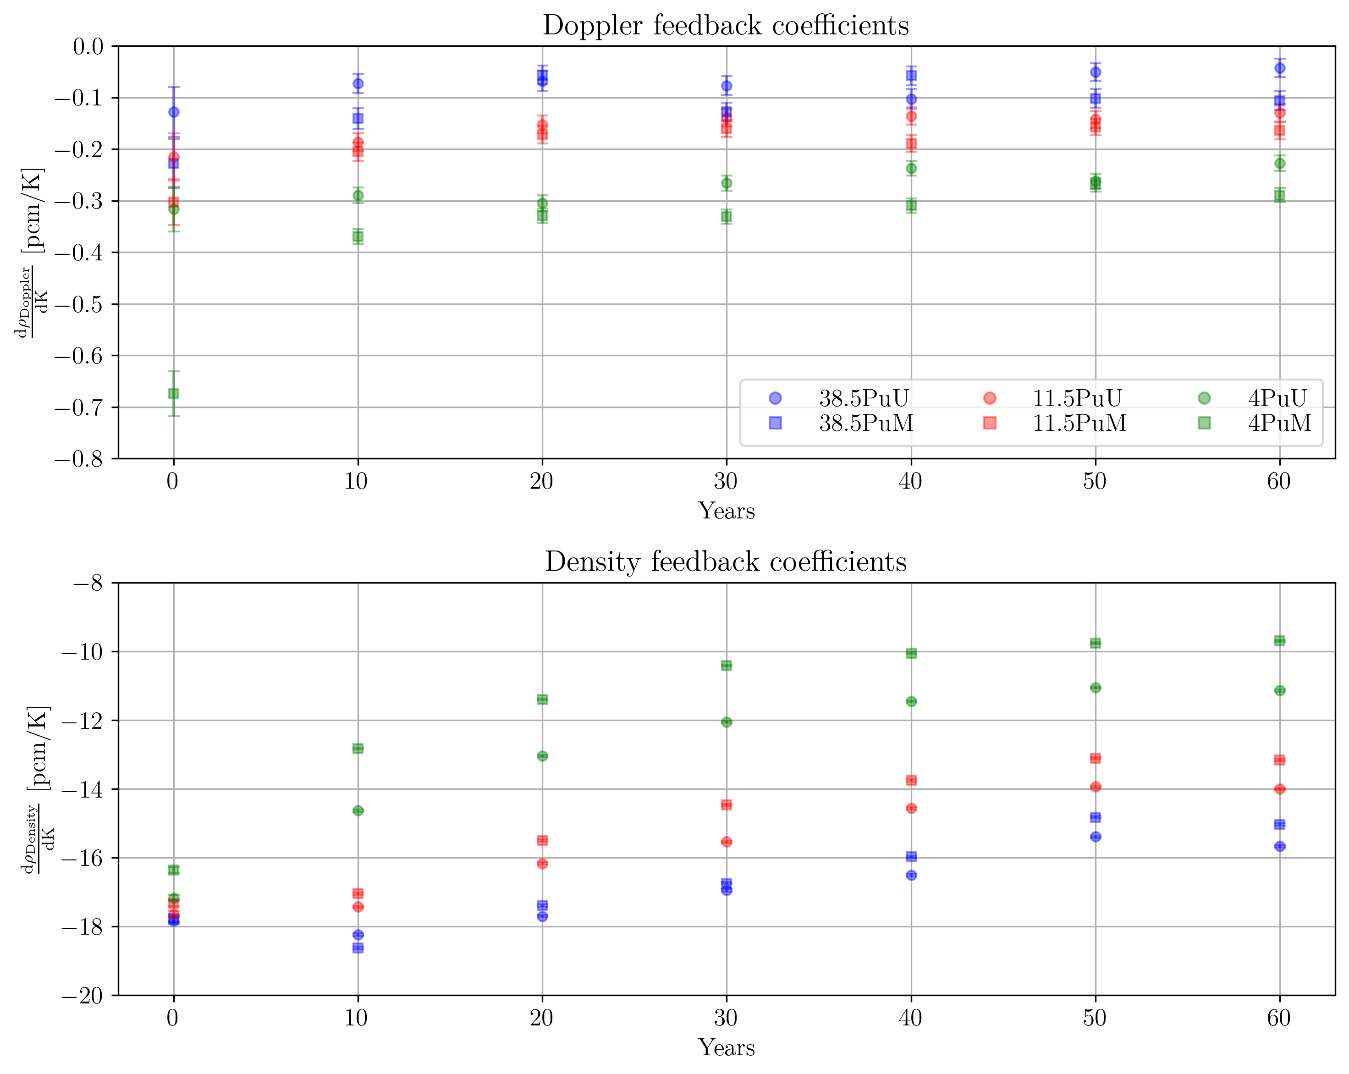 Doppler feedback coefficients
0.0
−0.1
−0.2
−0.3
−0.4
−0.5
−0.6
−0.7
−0.8
dρDoppler/dK [pcm/K]
38.5PuU 11.5PuU 4PuU
38.5PuM 11.5PuM 4PuM
0 10 20 30 40 50 60
Years
Density feedback coefficients
−8
−10
−12
−14
−16
−18
−20
dρDensity/dK [pcm/K]
0 10 20 30 40 50 60
Years